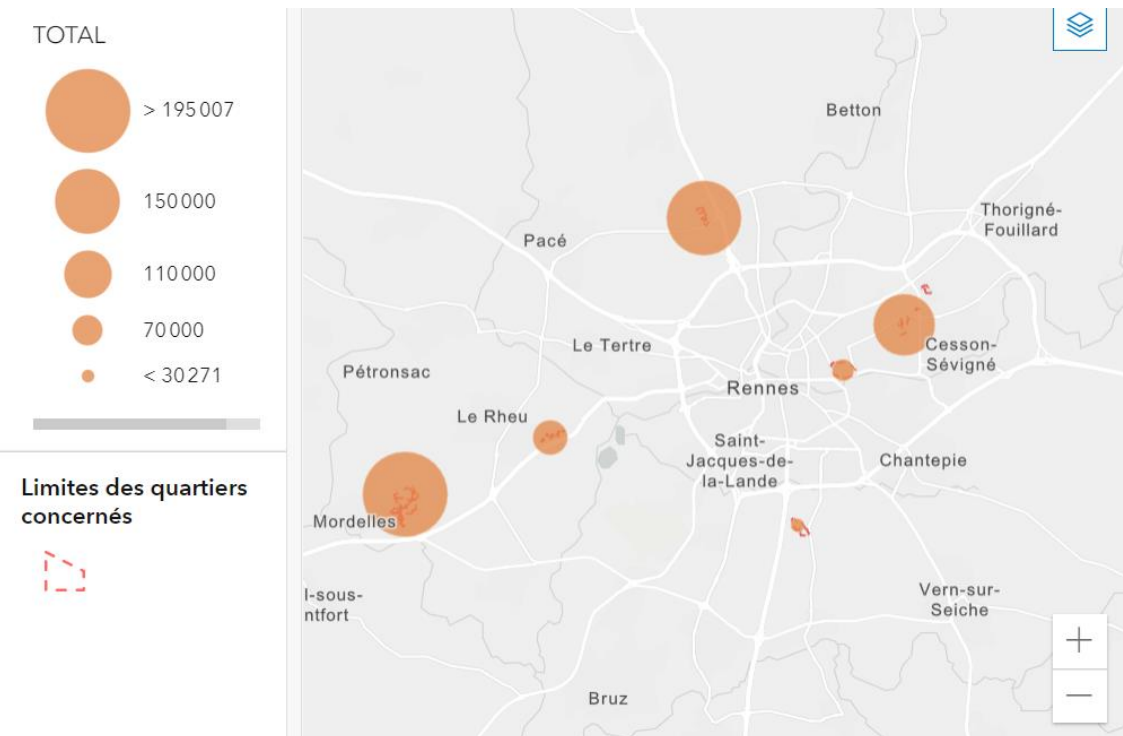 TOTAL
> 195 007
150 000
110 000
70 000
< 30 271
Limites des quartiers
concernés
Betton
Thorigné-
Fouillard
Pacé
Le Tertre
Cesson-
Sévigné
Pétronsac
Rennes
Le Rheu
Saint-
Jacques-de-
la-Lande
Chantepie
Mordelles
l-sous-
ntfort
Vern-sur-
Seiche
Bruz
+
−